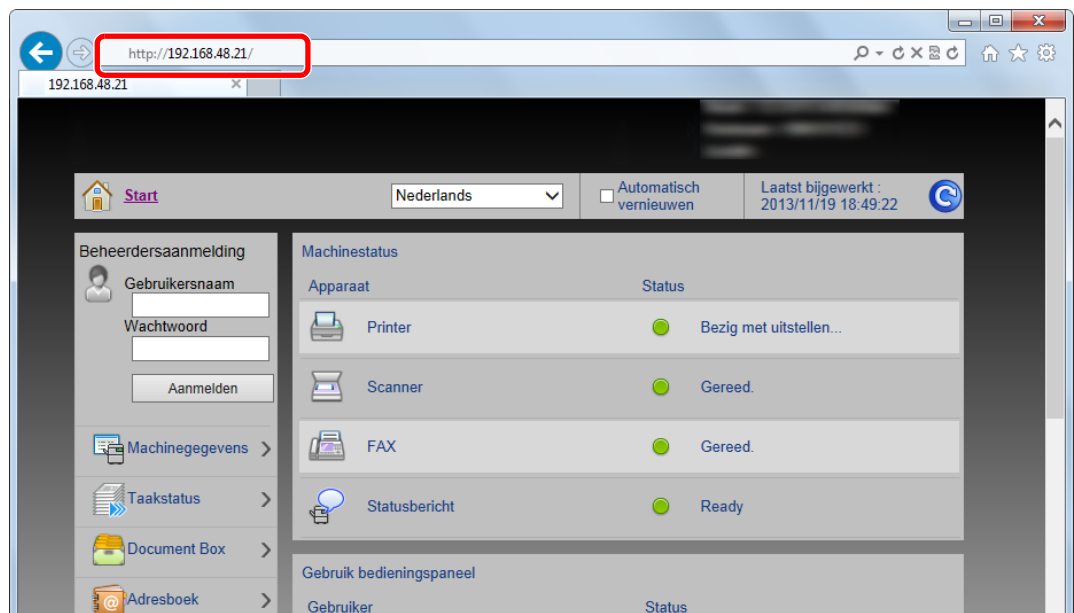 http://192.168.48.21/
192.168.48.21
Start
Nederlands
Automatisch
vernieuwen
Laatst bijgewerkt :
2013/11/19 18:49:22
Beheerdersaanmelding
Gebruikersnaam
Wachtwoord
Aanmelden
Machinegegevens
Taakstatus
Document Box
Adresboek
Machinestatus
Apparaat Status
Printer Bezig met uitstellen...
Scanner Gereed.
FAX Gereed.
Statusbericht Ready
Gebruik bedieningspaneel
Gebruiker Status